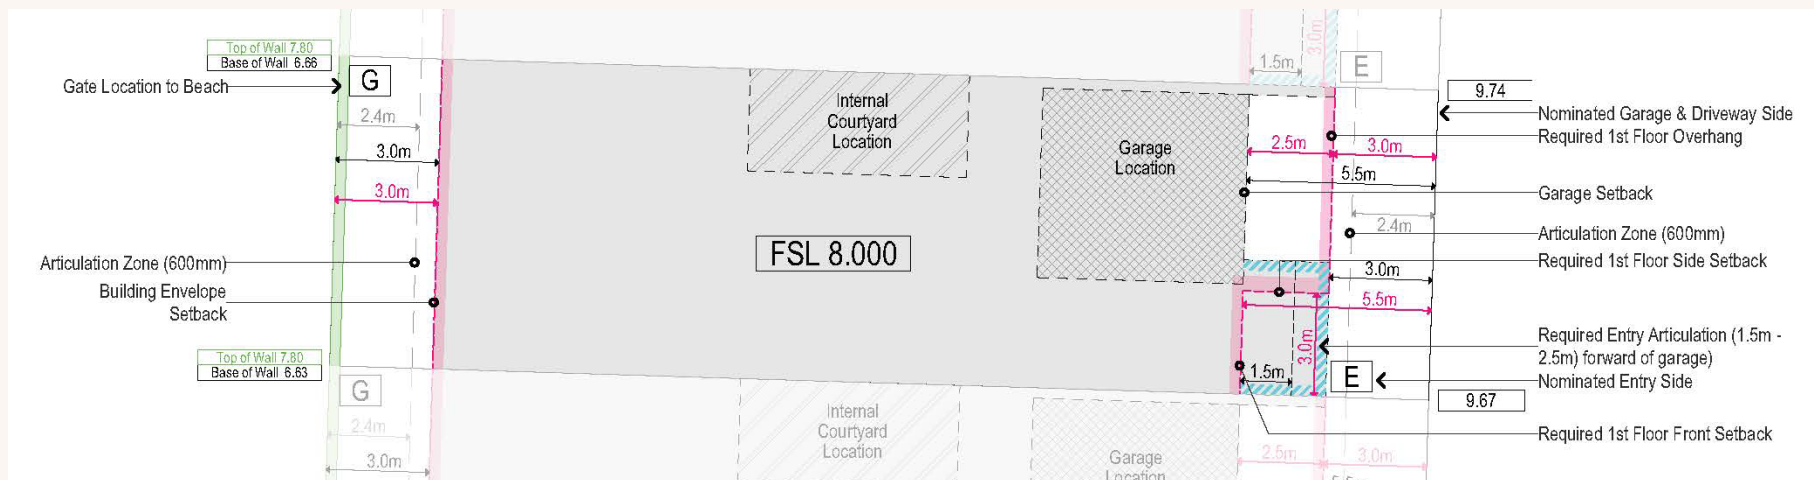 Top of Wall 7.80
Base of Wall 6.66
Gate Location to Beach
G
2.4m
3.0m
3.0m
Articulation Zone (600mm)
Building Envelope
Setback
Top of Wall 7.80
Base of Wall 6.63
G
2.4m
3.0m
Internal
Courtyard
Location
FSL 8.000
Internal
Courtyard
Location
Garage
Location
Garage
Location
1.5m
3.0m
E
2.5m
3.0m
5.5m
2.4m
3.0m
5.5m
3.0m
1.5m
E
2.5m
3.0m
9.74
Nominated Garage & Driveway Side
Required 1st Floor Overhang
Garage Setback
Articulation Zone (600mm)
Required 1st Floor Side Setback
Required Entry Articulation (1.5m -
2.5m) forward of garage)
Nominated Entry Side
9.67
Required 1st Floor Front Setback